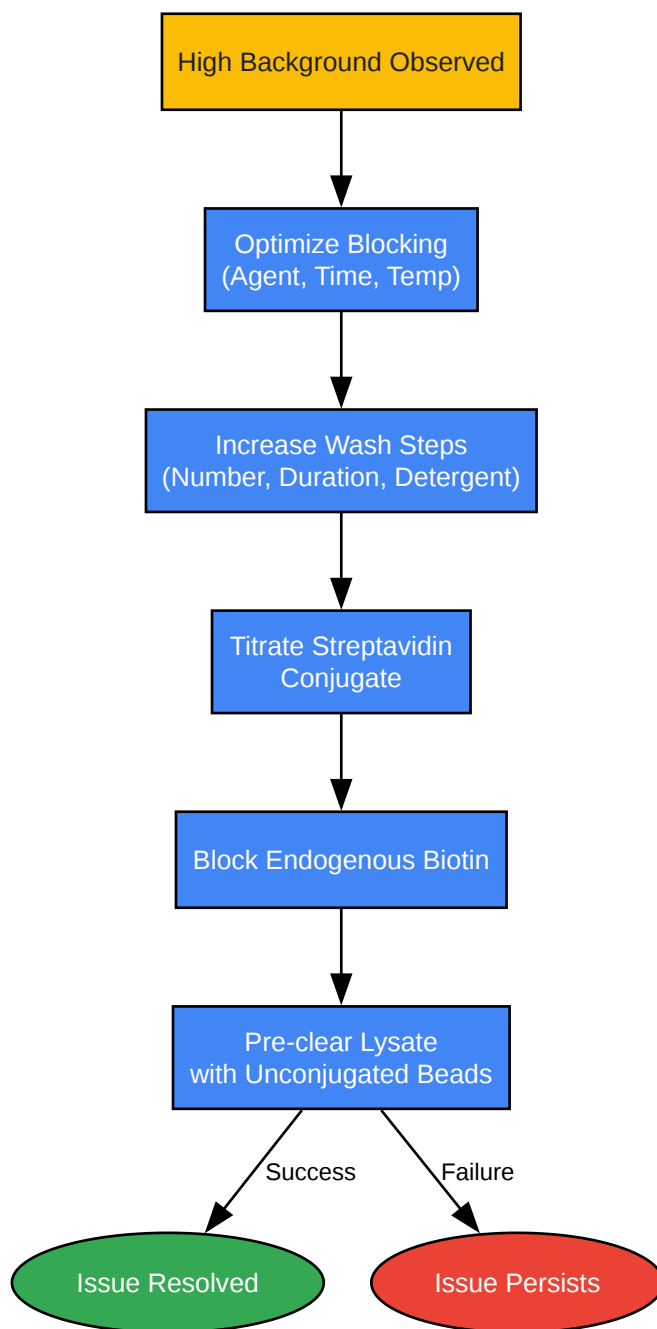 High Background Observed
Optimize Blocking
(Agent, Time, Temp)
Increase Wash Steps
(Number, Duration, Detergent)
Titrate Streptavidin
Conjugate
Block Endogenous Biotin
Pre-clear Lysate
with Unconjugated Beads
Success
Failure
Issue Resolved
Issue Persists